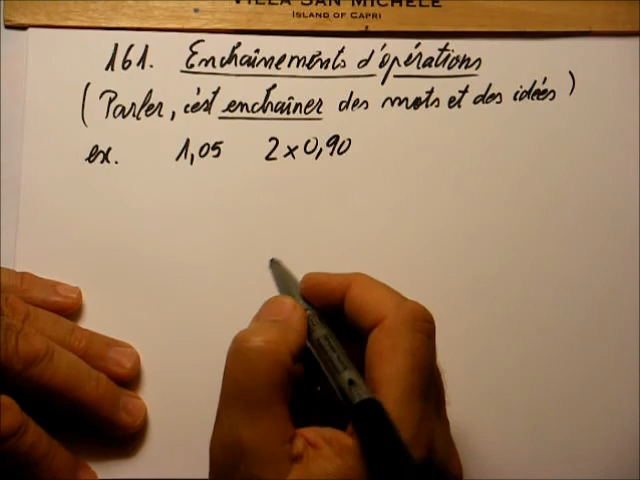 VILLA SAN MICHELE
ISLAND OF CAPRI
161. Enchaînements d'opérations
(Parler, c'est enchaîner des mots et des idées)
ex. 1,05 2 x 0,90